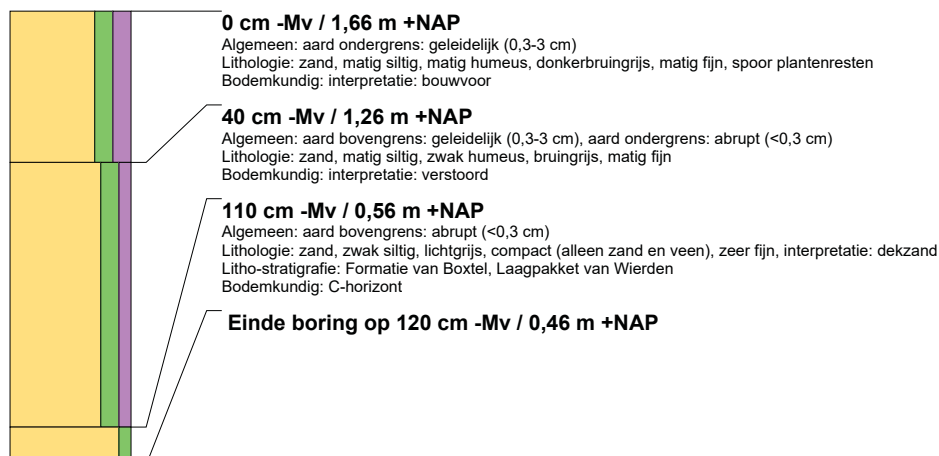 0 cm -Mv / 1,66 m +NAP
Algemeen: aard ondergrens: geleidelijk (0,3-3 cm)
Lithologie: zand, matig siltig, matig humeus, donkerbruingrijs, matig fijn, spoor plantenresten
Bodemkundig: interpretatie: bouwvoor
40 cm -Mv / 1,26 m +NAP
Algemeen: aard bovengrens: geleidelijk (0,3-3 cm), aard ondergrens: abrupt (<0,3 cm)
Lithologie: zand, matig siltig, zwak humeus, bruingrijs, matig fijn
Bodemkundig: interpretatie: verstoord
110 cm -Mv / 0,56 m +NAP
Algemeen: aard bovengrens: abrupt (<0,3 cm)
Lithologie: zand, zwak siltig, lichtgrijs, compact (alleen zand en veen), zeer fijn, interpretatie: dekzand
Litho-stratigrafie: Formatie van Boxtel, Laagpakket van Wierden
Bodemkundig: C-horizont
Einde boring op 120 cm -Mv / 0,46 m +NAP